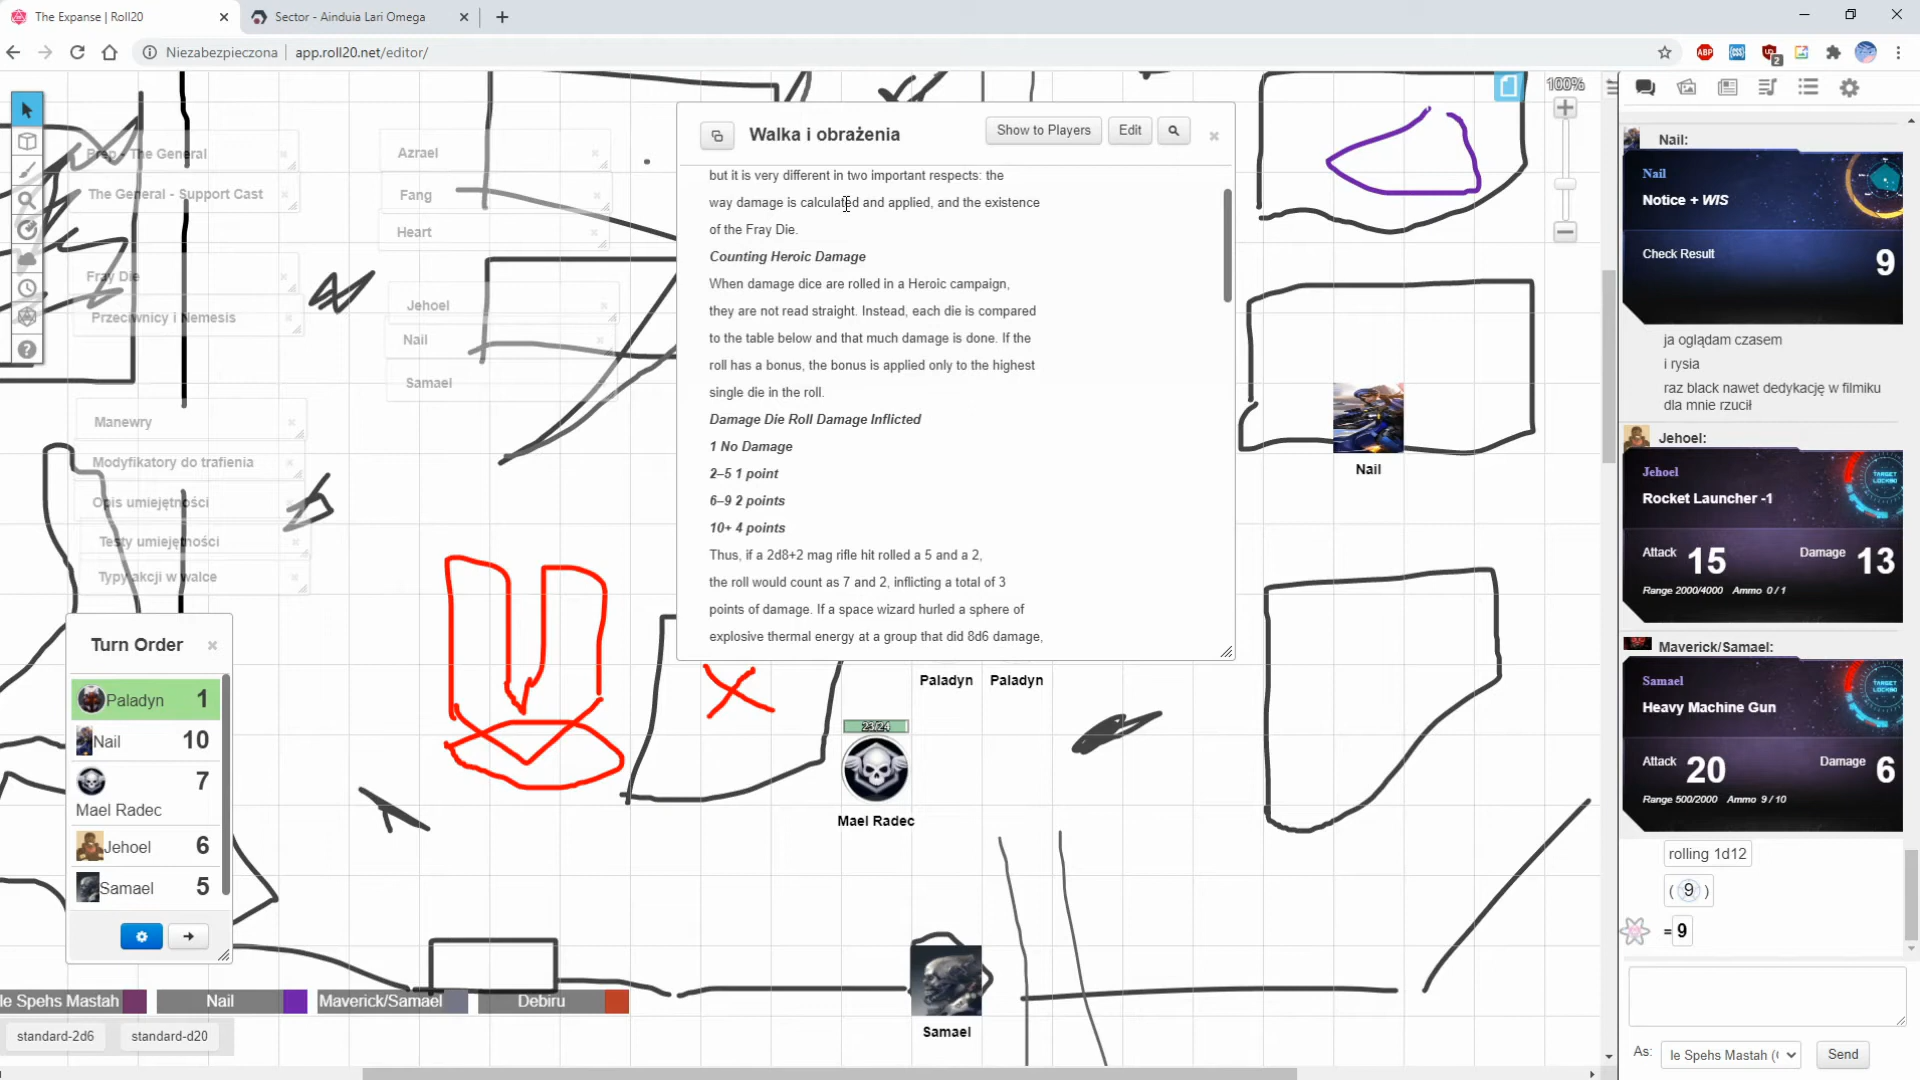 The Expanse | Roll20
Sector - Ainduia Lari Omega
Niezabezpieczona
app.roll20.net/editor/
2
100%
Prep - The General
The General - Support Cast
Fray Die
Przeciwnicy i Nemesis
Manewry
Modyfikatory do trafienia
Opis umiejętności
Testy umiejętności
Typy akcji w walce
Azrael
Fang
Heart
Jehoel
Nail
Samael
Walka i obrażenia
Show to Players
Edit
but it is very different in two important respects: the
way damage is calculated and applied, and the existence
of the Fray Die.
Counting Heroic Damage
When damage dice are rolled in a Heroic campaign,
they are not read straight. Instead, each die is compared
to the table below and that much damage is done. If the
roll has a bonus, the bonus is applied only to the highest
single die in the roll.
Damage Die Roll Damage Inflicted
1 No Damage
2–5 1 point
6–9 2 points
10+ 4 points
Thus, if a 2d8+2 mag rifle hit rolled a 5 and a 2,
the roll would count as 7 and 2, inflicting a total of 3
points of damage. If a space wizard hurled a sphere of
explosive thermal energy at a group that did 8d6 damage,
Nail
Paladyn
Paladyn
23/24
Mael Radec
Samael
Turn Order
Paladyn 1
Nail 10
7
Mael Radec
Jehoel 6
Samael 5
le Spehs Mastah
Nail
Maverick/Samael
Debiru
standard-2d6
standard-d20
Nail:
Nail
Notice + WIS
Check Result 9
ja oglądam czasem
i rysia
raz black nawet dedykację w filmiku
dla mnie rzucił
Jehoel:
Jehoel
Rocket Launcher -1
TARGET
LOCKED
Attack 15 Damage 13
Range 2000/4000 Ammo 0 / 1
Maverick/Samael:
Samael
Heavy Machine Gun
TARGET
LOCKED
Attack 20 Damage 6
Range 500/2000 Ammo 9 / 10
rolling 1d12
( 9 )
= 9
As:
le Spehs Mastah (
Send